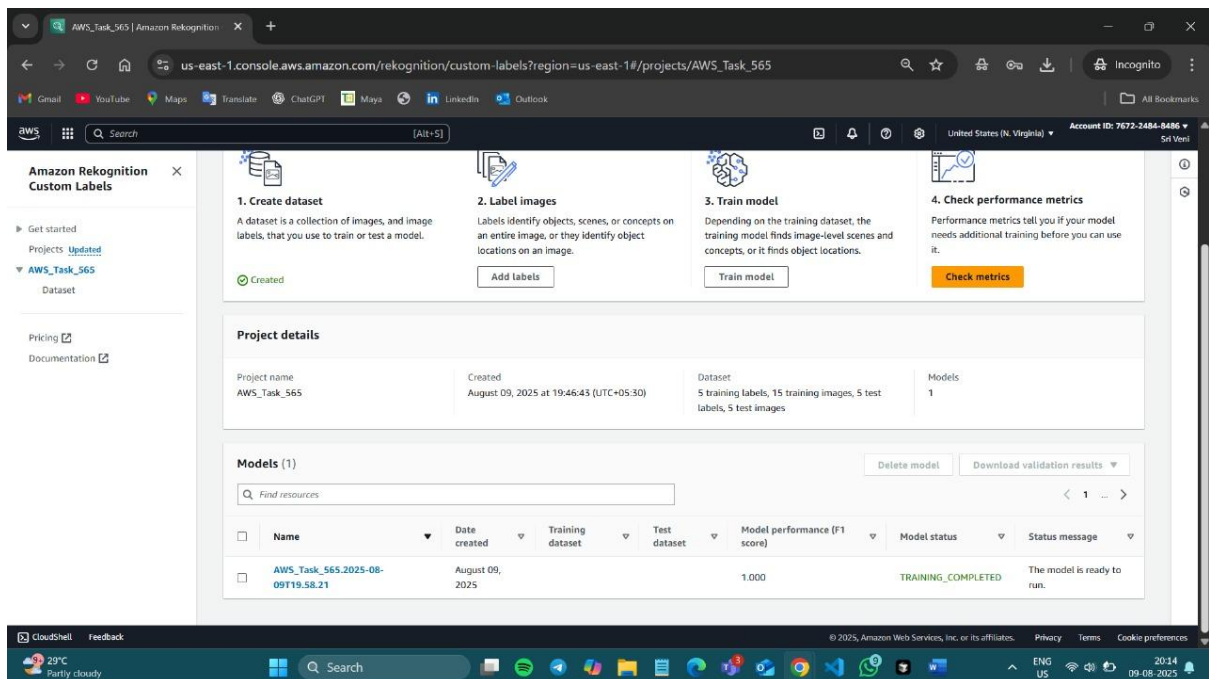 AWS_Task_565 | Amazon Rekognition
us-east-1.console.aws.amazon.com/rekognition/custom-labels?region=us-east-1#/projects/AWS_Task_565
Incognito
Gmail YouTube Maps Translate ChatGPT Maya LinkedIn Outlook All Bookmarks
aws Search [Alt+S] United States (N. Virginia) Account ID: 7672-2484-8486
Sri Veni
Amazon Rekognition
Custom Labels
Get started
Projects Updated
AWS_Task_565
Dataset
Pricing
Documentation
1. Create dataset
A dataset is a collection of images, and image
labels, that you use to train or test a model.
Created
2. Label images
Labels identify objects, scenes, or concepts on
an entire image, or they identify object
locations on an image.
Add labels
3. Train model
Depending on the training dataset, the
training model finds image-level scenes and
concepts, or it finds object locations.
Train model
4. Check performance metrics
Performance metrics tell you if your model
needs additional training before you can use
it.
Check metrics
Project details
Project name
AWS_Task_565
Created
August 09, 2025 at 19:46:43 (UTC+05:30)
Dataset
5 training labels, 15 training images, 5 test
labels, 5 test images
Models
1
Models (1)
Delete model Download validation results
Find resources
1 ...
Name
Date
created
Training
dataset
Test
dataset
Model performance (F1
score)
Model status
Status message
AWS_Task_565.2025-08-
09T19.58.21
August 09,
2025
1.000
TRAINING_COMPLETED
The model is ready to
run.
CloudShell Feedback © 2025, Amazon Web Services, Inc. or its affiliates. Privacy Terms Cookie preferences
29°C
Partly cloudy
Search
ENG
US
20:14
09-08-2025